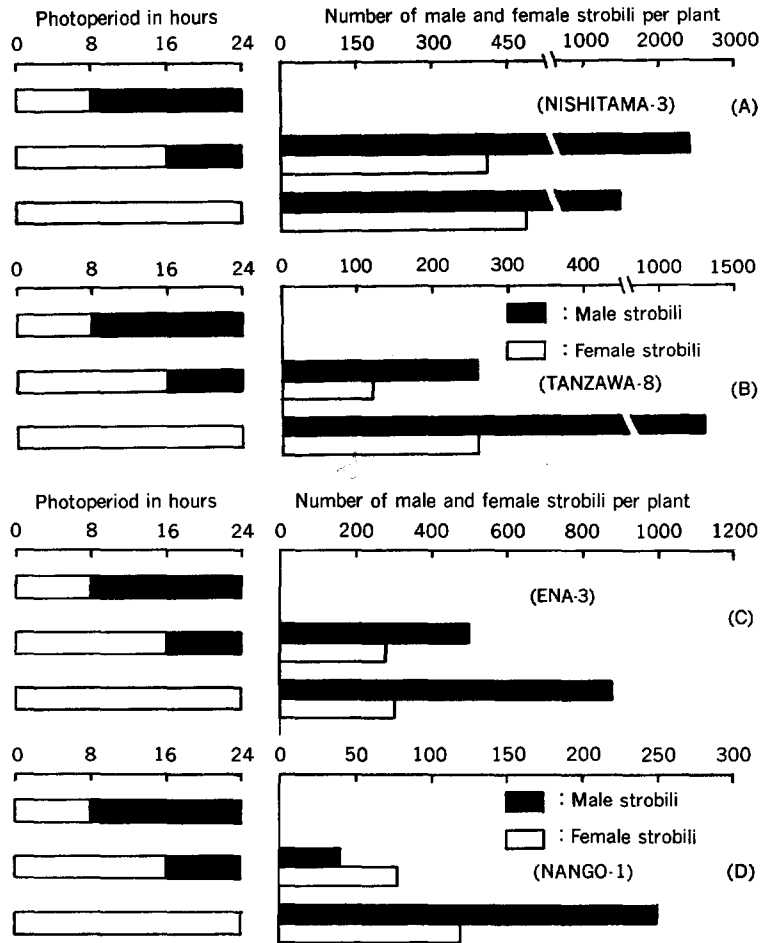 Photoperiod in hours
Number of male and female strobili per plant
0 8 16 24
0 150 300 450 1000 2000 3000
(NISHITAMA-3) (A)
0 8 16 24
0 100 200 300 400 1000 1500
: Male strobili
: Female strobili
(TANZAWA-8) (B)
Photoperiod in hours
Number of male and female strobili per plant
0 8 16 24
0 200 400 600 800 1000 1200
(ENA-3) (C)
0 8 16 24
0 50 100 150 200 250 300
: Male strobili
: Female strobili
(NANGO-1) (D)